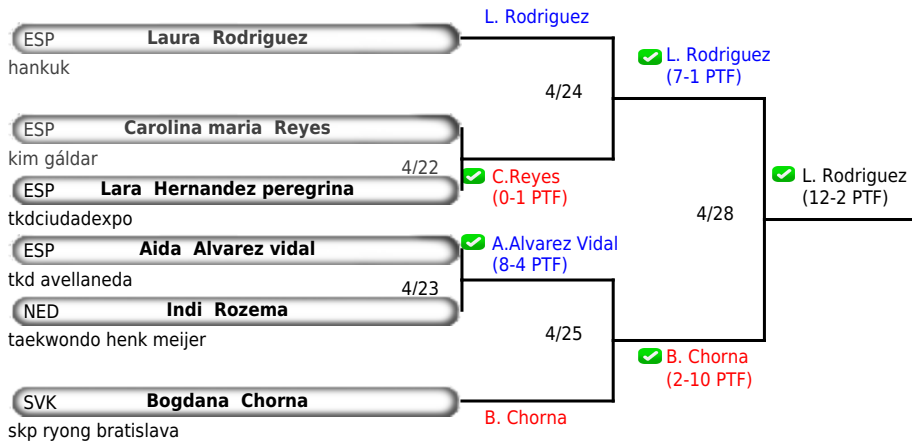 L. Rodriguez
ESP Laura Rodriguez
hankuk
L. Rodriguez
(7-1 PTF)
4/24
ESP Carolina maria Reyes
kim gáldar
4/22
C.Reyes
(0-1 PTF)
ESP Lara Hernandez peregrina
tkdciudadexpo
L. Rodriguez
(12-2 PTF)
4/28
ESP Aida Alvarez vidal
tkd avellaneda
A.Alvarez Vidal
(8-4 PTF)
4/23
NED Indi Rozema
taekwondo henk meijer
4/25
B. Chorna
(2-10 PTF)
SVK Bogdana Chorna
skp ryong bratislava
B. Chorna